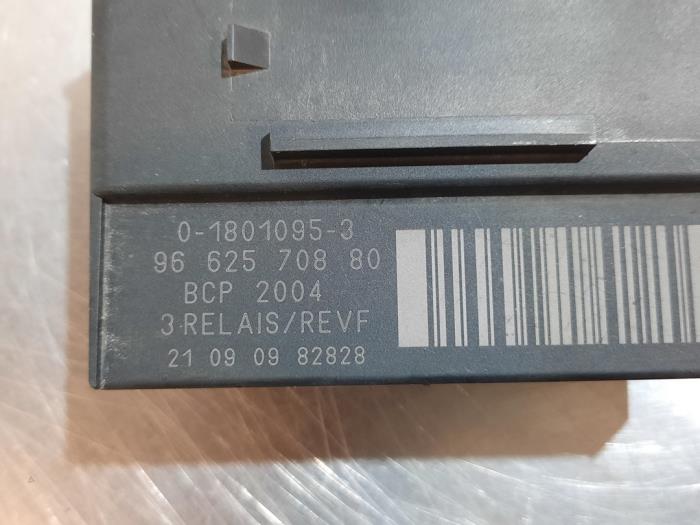 0-1801095-3
96 625 708 80
BCP 2004
3 RELAIS/REVF
21 09 09 82828